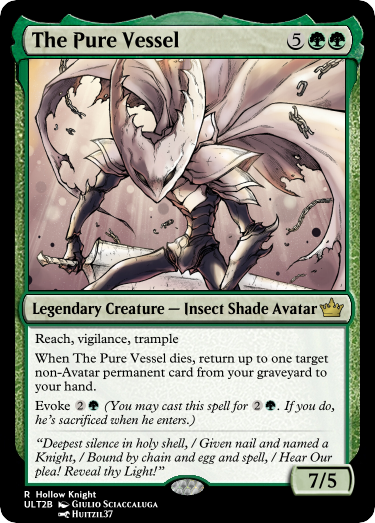 The Pure Vessel 5
Legendary Creature — Insect Shade Avatar
Reach, vigilance, trample
When The Pure Vessel dies, return up to one target
non-Avatar permanent card from your graveyard to
your hand.
Evoke 2 (You may cast this spell for 2 . If you do,
he's sacrificed when he enters.)
"Deepest silence in holy shell, / Given nail and named a
Knight, / Bound by chain and egg and spell, / Hear Our
plea! Reveal thy Light!"
7/5
R Hollow Knight
ULT2B Giulio Sciaccaluga
Huitzil37